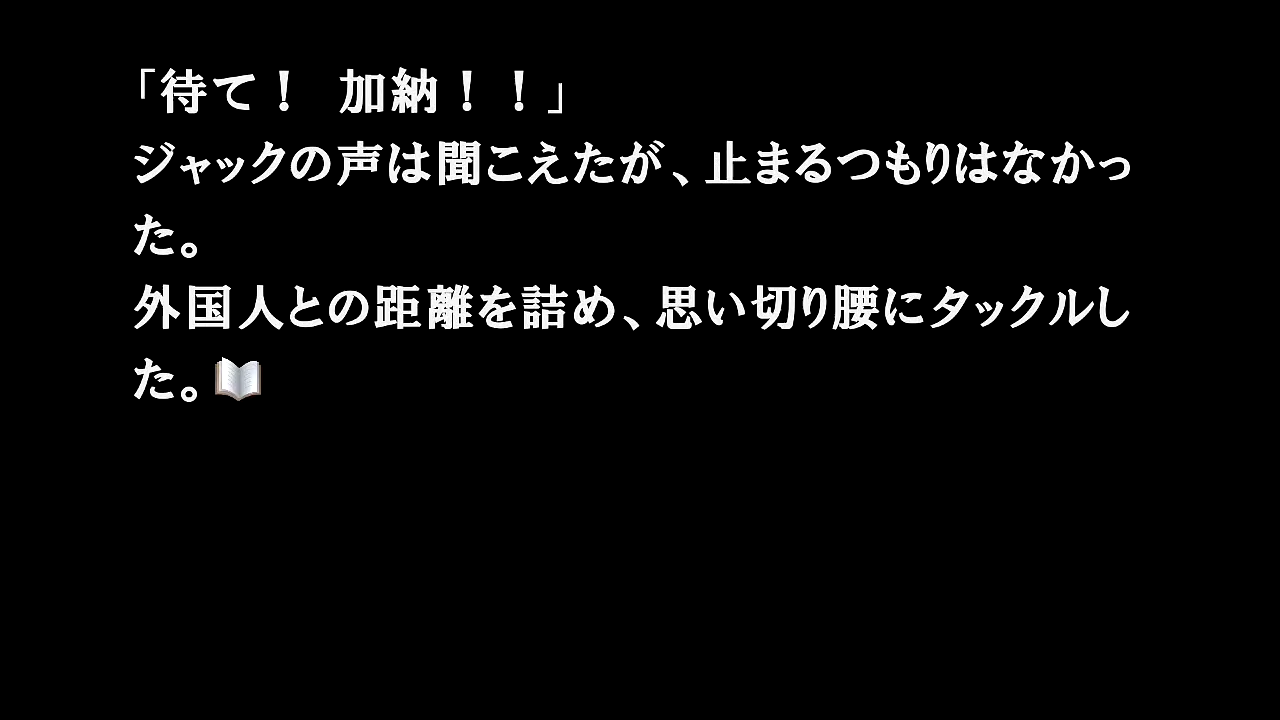 「待て！　加納！！」
ジャックの声は聞こえたが、止まるつもりはなかっ
た。
外国人との距離を詰め、思い切り腰にタックルし
た。